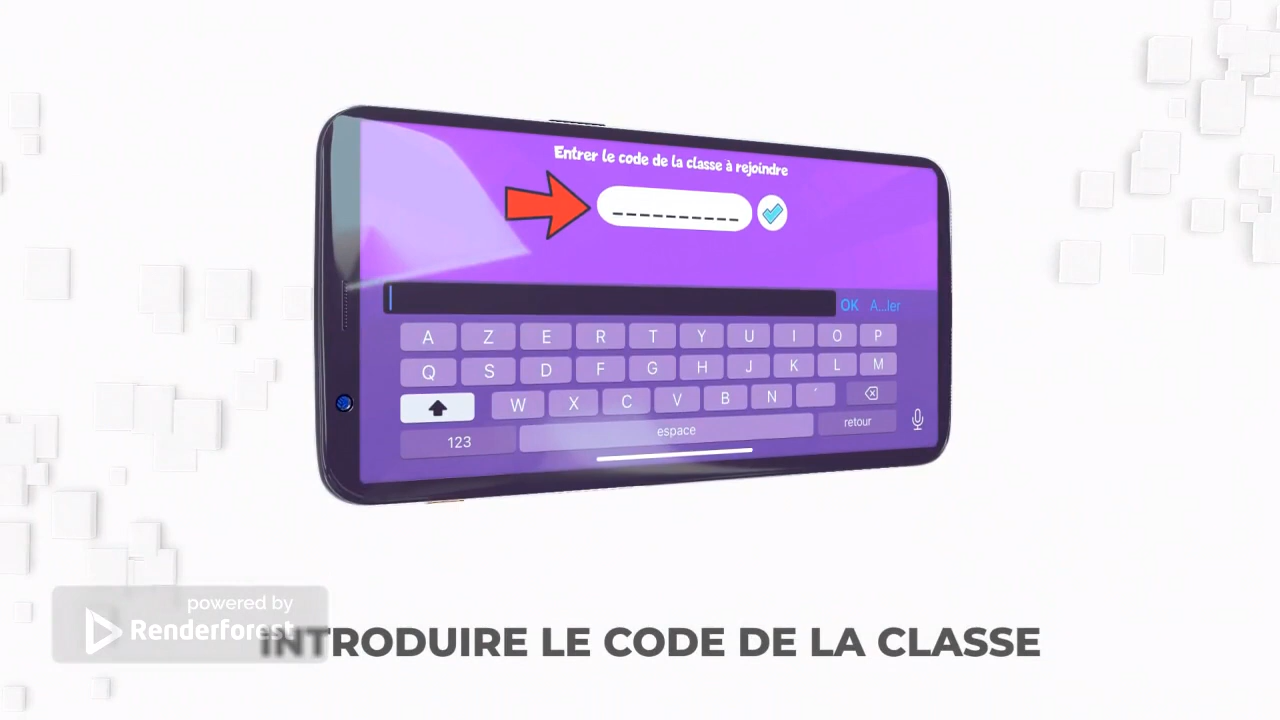 Entrer le code de la classe à rejoindre
_ _ _ _ _ _ _ _ _ _
OK A...ler
A Z E R T Y U I O P
Q S D F G H J K L M
W X C V B N ´
123 espace retour
powered by
Renderforest
INTRODUIRE LE CODE DE LA CLASSE